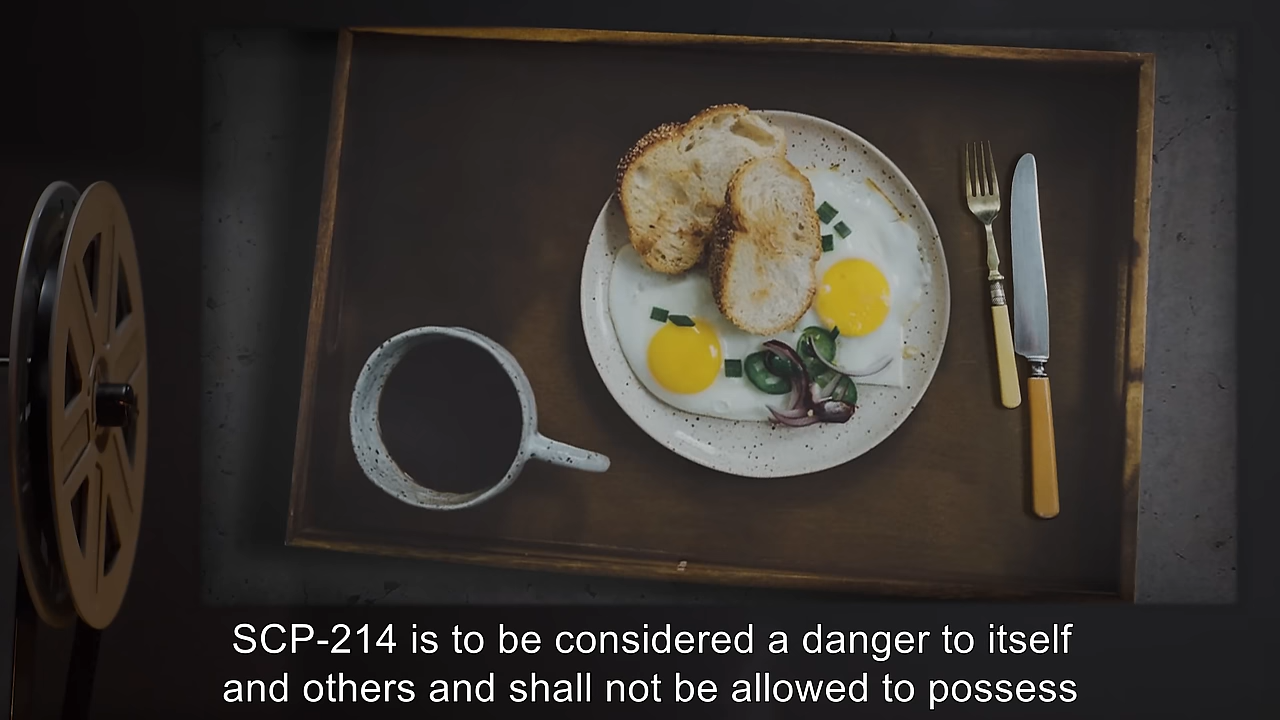 SCP-214 is to be considered a danger to itself
and others and shall not be allowed to possess